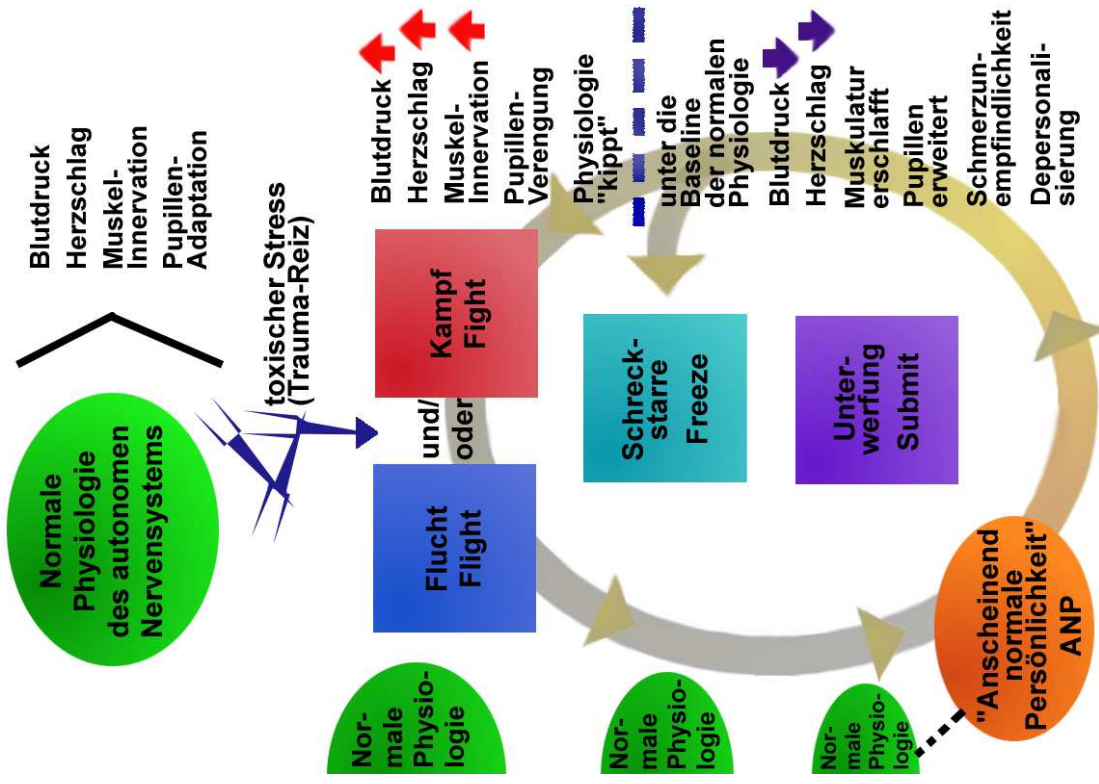 Normale
Physiologie
des autonomen
Nervensystems
Blutdruck
Herzschlag
Muskel-
Innervation
Pupillen-
Adaptation
toxischer Stress
(Trauma-Reiz)
Nor-
male
Physio-
logie
Flucht
Flight
und/
oder
Kampf
Fight
Blutdruck
Herzschlag
Muskel-
Innervation
Pupillen-
Verengung
Physiologie
"kippt"
Nor-
male
Physio-
logie
Schreck-
starre
Freeze
unter die
Baseline
der normalen
Physiologie
Blutdruck
Herzschlag
Muskulatur
erschlafft
Pupillen
erweitert
Schmerzun-
empfindlichkeit
Depersonali-
sierung
Nor-
male
Physio-
logie
Unter-
werfung
Submit
"Anscheinend
normale
Persönlichkeit"
ANP